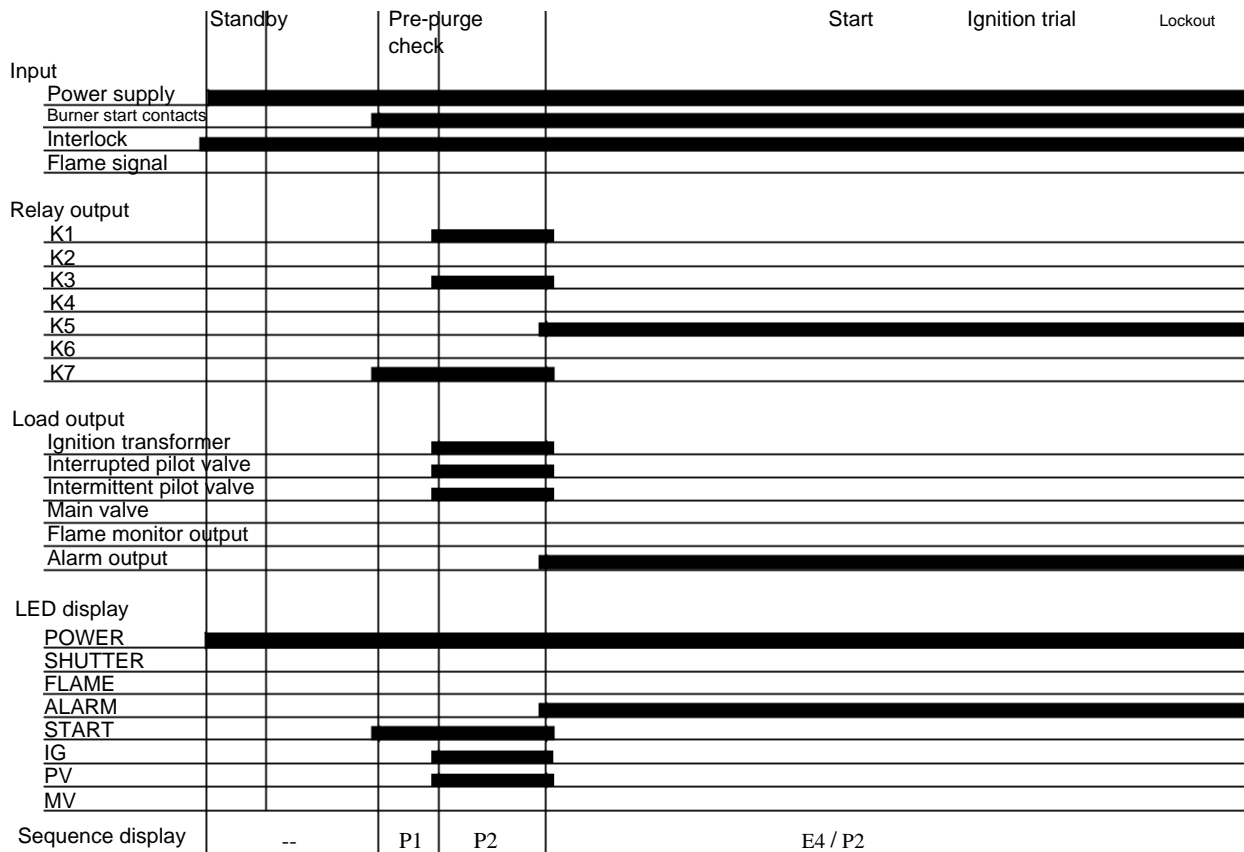 Standby Pre-purge Start Ignition trial Lockout
check
Input
Power supply
Burner start contacts
Interlock
Flame signal
Relay output
K1
K2
K3
K4
K5
K6
K7
Load output
Ignition transformer
Interrupted pilot valve
Intermittent pilot valve
Main valve
Flame monitor output
Alarm output
LED display
POWER
SHUTTER
FLAME
ALARM
START
IG
PV
MV
Sequence display -- P1 P2 E4 / P2